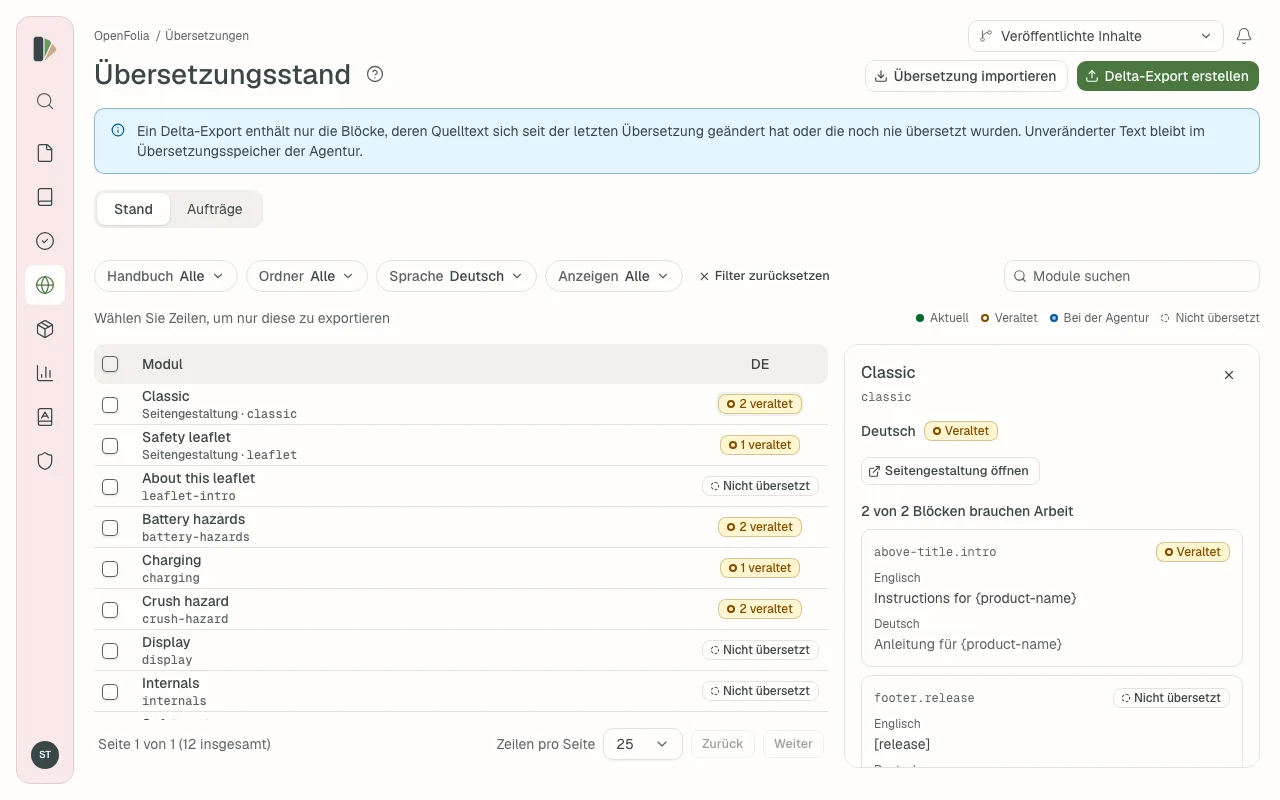 OpenFolia / Übersetzungen
Veröffentlichte Inhalte
Übersetzungsstand
Übersetzung importieren
Delta-Export erstellen
Ein Delta-Export enthält nur die Blöcke, deren Quelltext sich seit der letzten Übersetzung geändert hat oder die noch nie übersetzt wurden. Unveränderter Text bleibt im
Übersetzungsspeicher der Agentur.
Stand Aufträge
Handbuch Alle Ordner Alle Sprache Deutsch Anzeigen Alle Filter zurücksetzen Module suchen
Wählen Sie Zeilen, um nur diese zu exportieren
Aktuell Veraltet Bei der Agentur Nicht übersetzt
Modul DE
Classic
Seitengestaltung · classic
2 veraltet
Safety leaflet
Seitengestaltung · leaflet
1 veraltet
About this leaflet
leaflet-intro
Nicht übersetzt
Battery hazards
battery-hazards
2 veraltet
Charging
charging
1 veraltet
Crush hazard
crush-hazard
2 veraltet
Display
display
Nicht übersetzt
Internals
internals
Nicht übersetzt
Seite 1 von 1 (12 insgesamt)
Zeilen pro Seite 25 Zurück Weiter
Classic
classic
Deutsch Veraltet
Seitengestaltung öffnen
2 von 2 Blöcken brauchen Arbeit
above-title.intro Veraltet
Englisch
Instructions for {product-name}
Deutsch
Anleitung für {product-name}
footer.release Nicht übersetzt
Englisch
[release]
ST